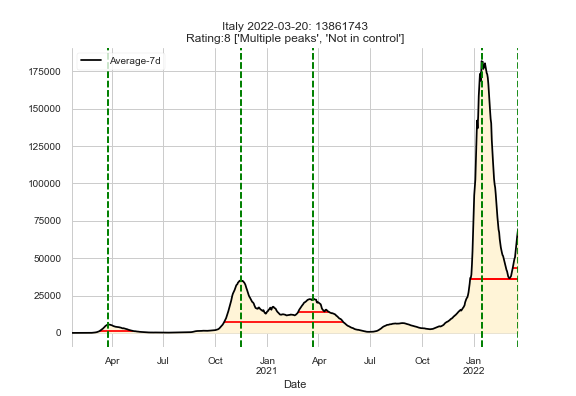 Italy 2022-03-20: 13861743
Rating:8 ['Multiple peaks', 'Not in control']
Average-7d
175000
150000
125000
100000
75000
50000
25000
0
Apr Jul Oct Jan Apr Jul Oct Jan
2021 2022
Date